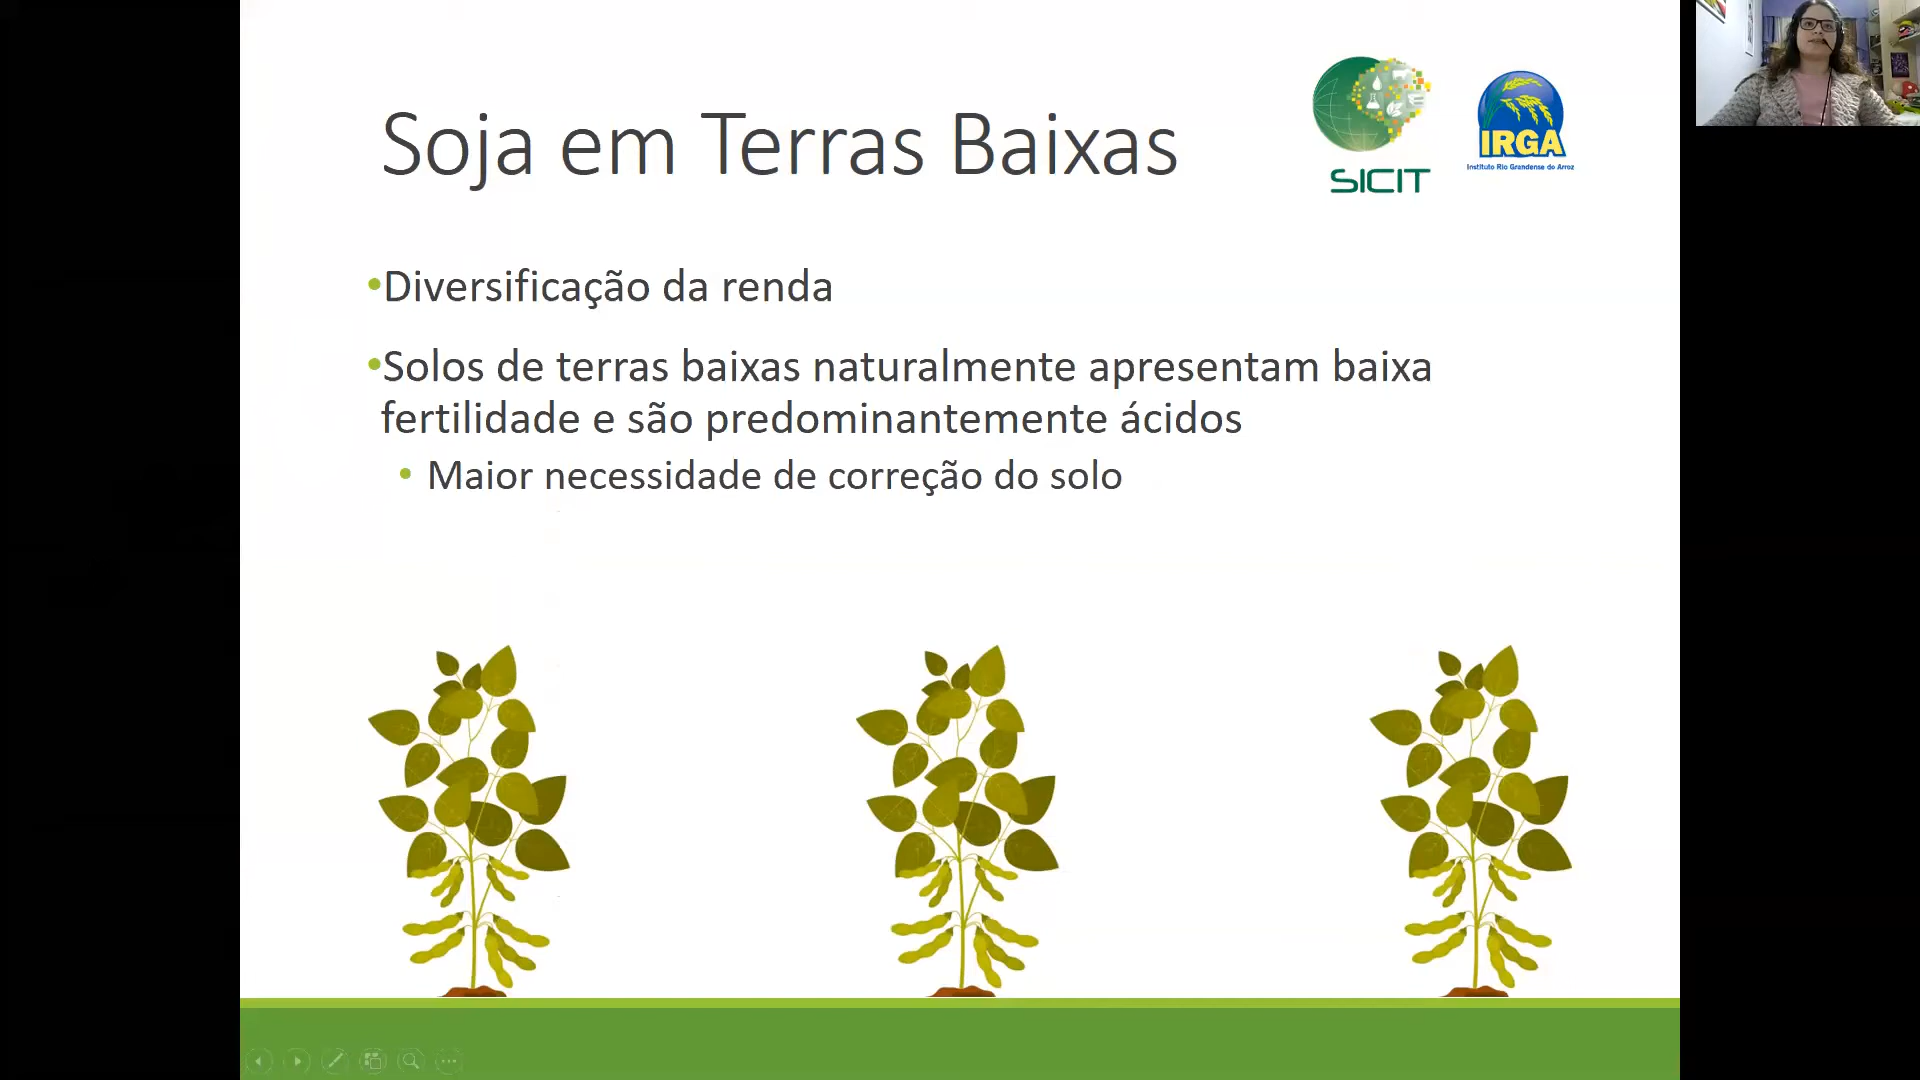 Soja em Terras Baixas
SICIT
IRGA
Instituto Rio Grandense do Arroz
•Diversificação da renda
•Solos de terras baixas naturalmente apresentam baixa
fertilidade e são predominantemente ácidos
• Maior necessidade de correção do solo